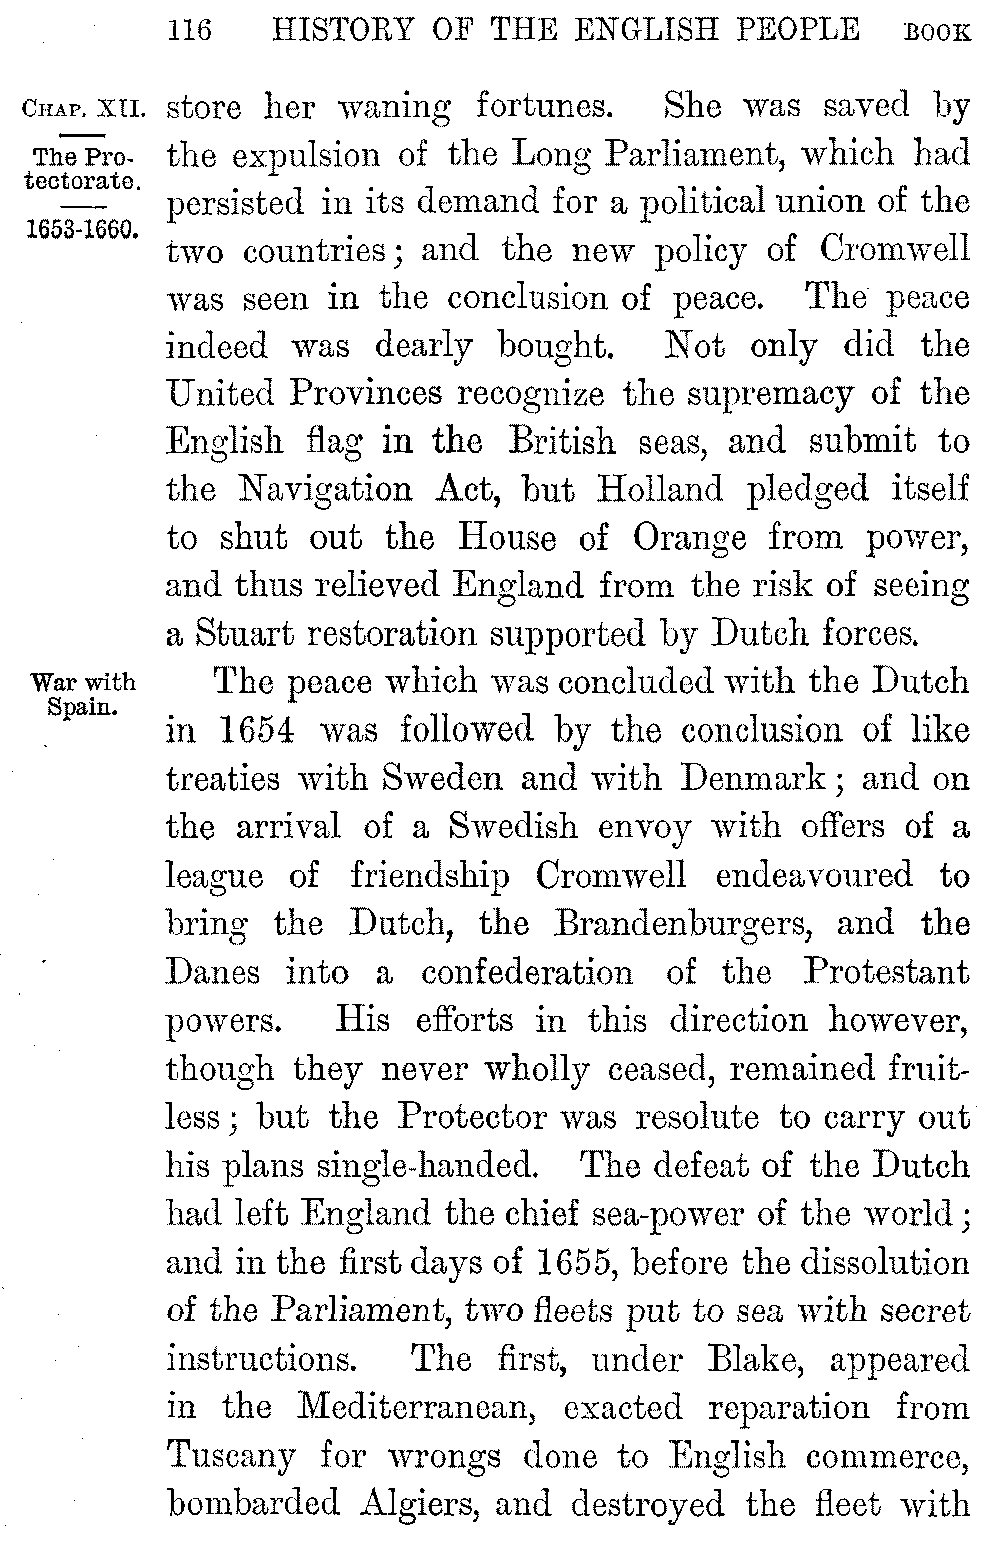 116 HISTORY OF THE ENGLISH PEOPLE BOOK
CHAP. XII.
The Pro-
tectorate.
1653-1660.
store her waning fortunes. She was saved by
the expulsion of the Long Parliament, which had
persisted in its demand for a political union of the
two countries; and the new policy of Cromwell
was seen in the conclusion of peace. The peace
indeed was dearly bought. Not only did the
United Provinces recognize the supremacy of the
English flag in the British seas, and submit to
the Navigation Act, but Holland pledged itself
to shut out the House of Orange from power,
and thus relieved England from the risk of seeing
a Stuart restoration supported by Dutch forces.
War with
Spain.
The peace which was concluded with the Dutch
in 1654 was followed by the conclusion of like
treaties with Sweden and with Denmark; and on
the arrival of a Swedish envoy with offers of a
league of friendship Cromwell endeavoured to
bring the Dutch, the Brandenburgers, and the
Danes into a confederation of the Protestant
powers. His efforts in this direction however,
though they never wholly ceased, remained fruit-
less; but the Protector was resolute to carry out
his plans single-handed. The defeat of the Dutch
had left England the chief sea-power of the world;
and in the first days of 1655, before the dissolution
of the Parliament, two fleets put to sea with secret
instructions. The first, under Blake, appeared
in the Mediterranean, exacted reparation from
Tuscany for wrongs done to English commerce,
bombarded Algiers, and destroyed the fleet with